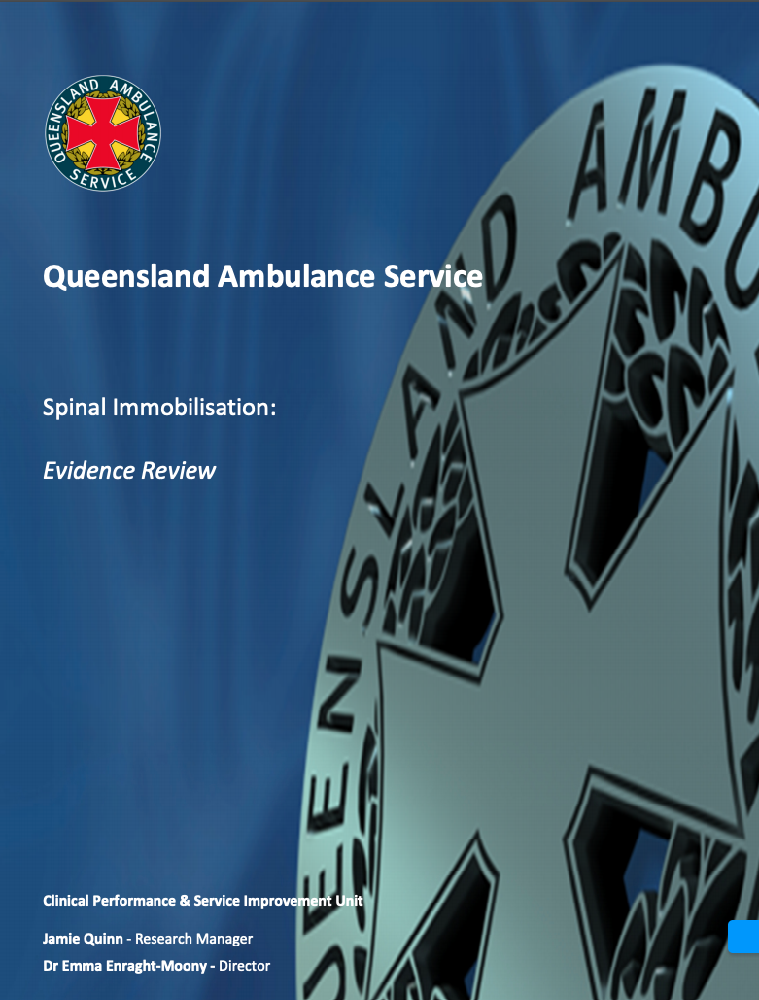 QUEENSLAND AMBULANCE
SERVICE
Queensland Ambulance Service
Spinal Immobilisation:
Evidence Review
QUEENSLAND AMBU
Clinical Performance & Service Improvement Unit
Jamie Quinn - Research Manager
Dr Emma Enraght-Moony - Director